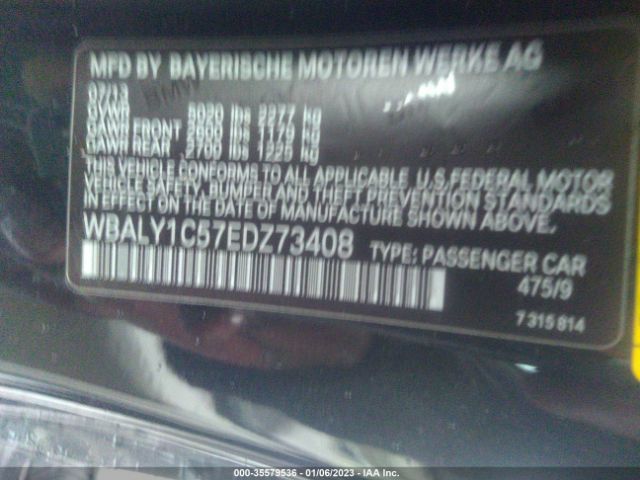 MFD BY BAYERISCHE MOTOREN WERKE AG
07/13
GVWR 5020 lbs 2277 kg
GAWR FRONT 2600 lbs 1179 kg
GAWR REAR 2700 lbs 1225 kg
THIS VEHICLE CONFORMS TO ALL APPLICABLE U.S. FEDERAL MOTOR
VEHICLE SAFETY, BUMPER AND THEFT PREVENTION STANDARDS
IN EFFECT ON THE DATE OF MANUFACTURE SHOWN ABOVE.
WBALY1C57EDZ73408 TYPE: PASSENGER CAR
475/9
7 315 814
000-35579536 - 01/06/2023 - IAA Inc.